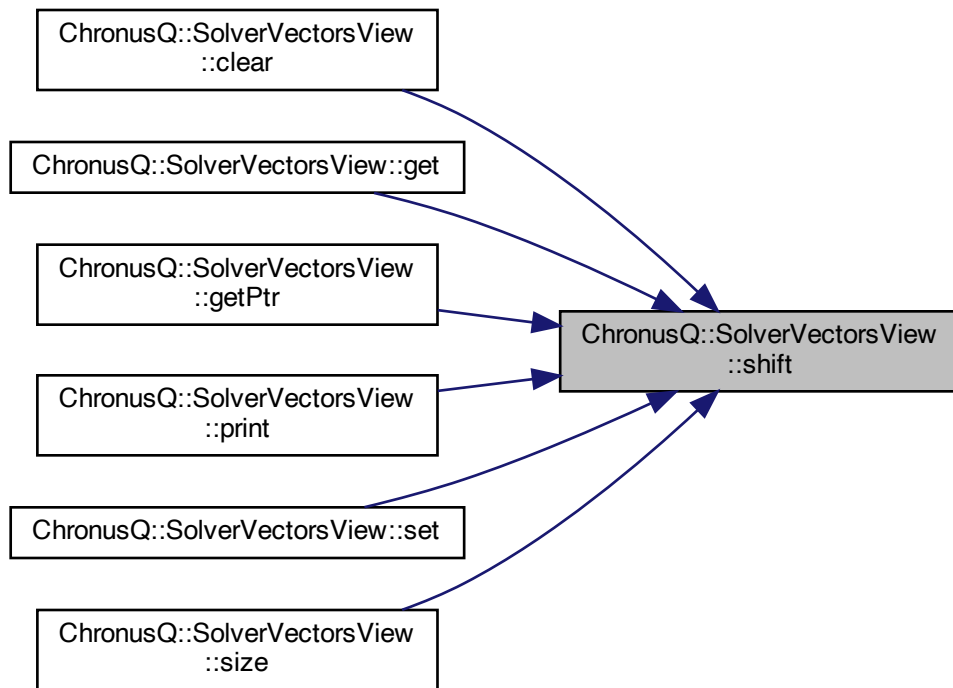 ChronusQ::SolverVectorsView
::clear
ChronusQ::SolverVectorsView::get
ChronusQ::SolverVectorsView
::getPtr
ChronusQ::SolverVectorsView
::print
ChronusQ::SolverVectorsView::set
ChronusQ::SolverVectorsView
::size
ChronusQ::SolverVectorsView
::shift